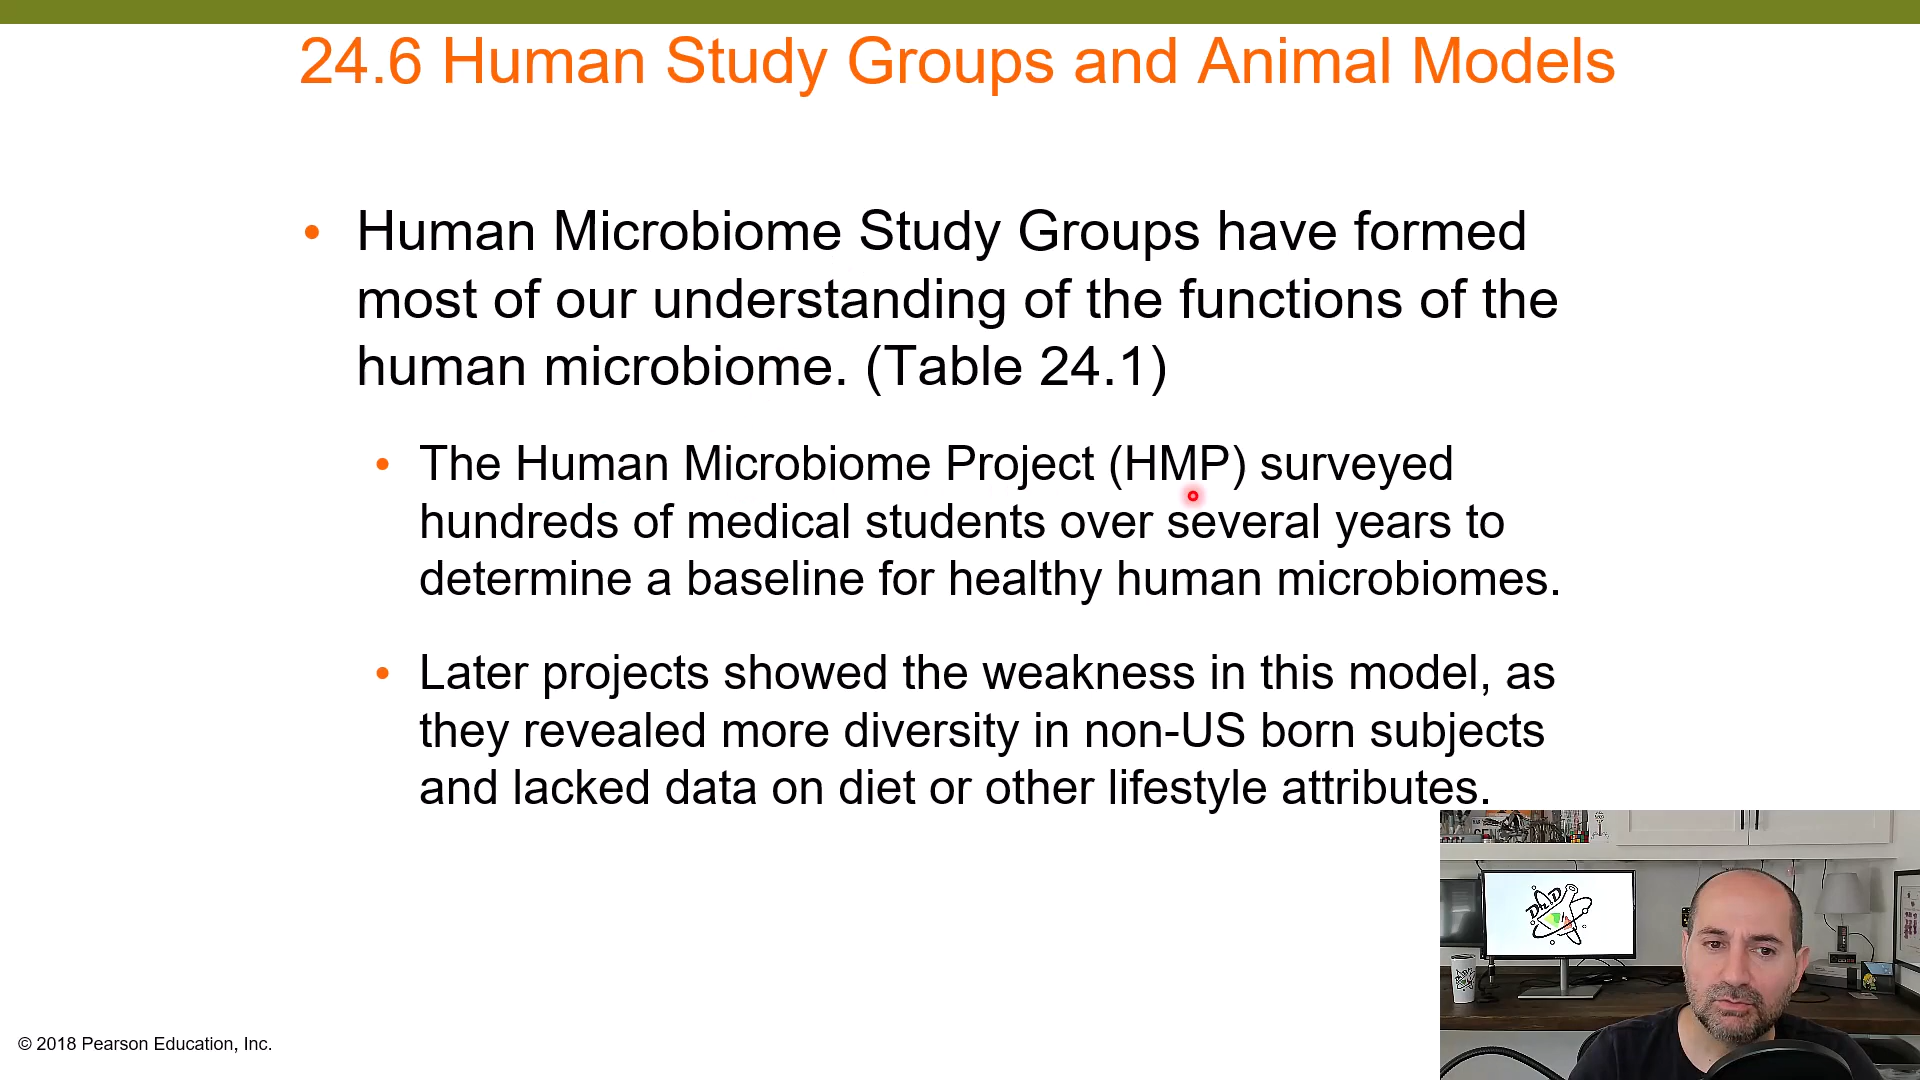 24.6 Human Study Groups and Animal Models
• Human Microbiome Study Groups have formed
most of our understanding of the functions of the
human microbiome. (Table 24.1)
• The Human Microbiome Project (HMP) surveyed
hundreds of medical students over several years to
determine a baseline for healthy human microbiomes.
• Later projects showed the weakness in this model, as
they revealed more diversity in non-US born subjects
and lacked data on diet or other lifestyle attributes.
© 2018 Pearson Education, Inc.